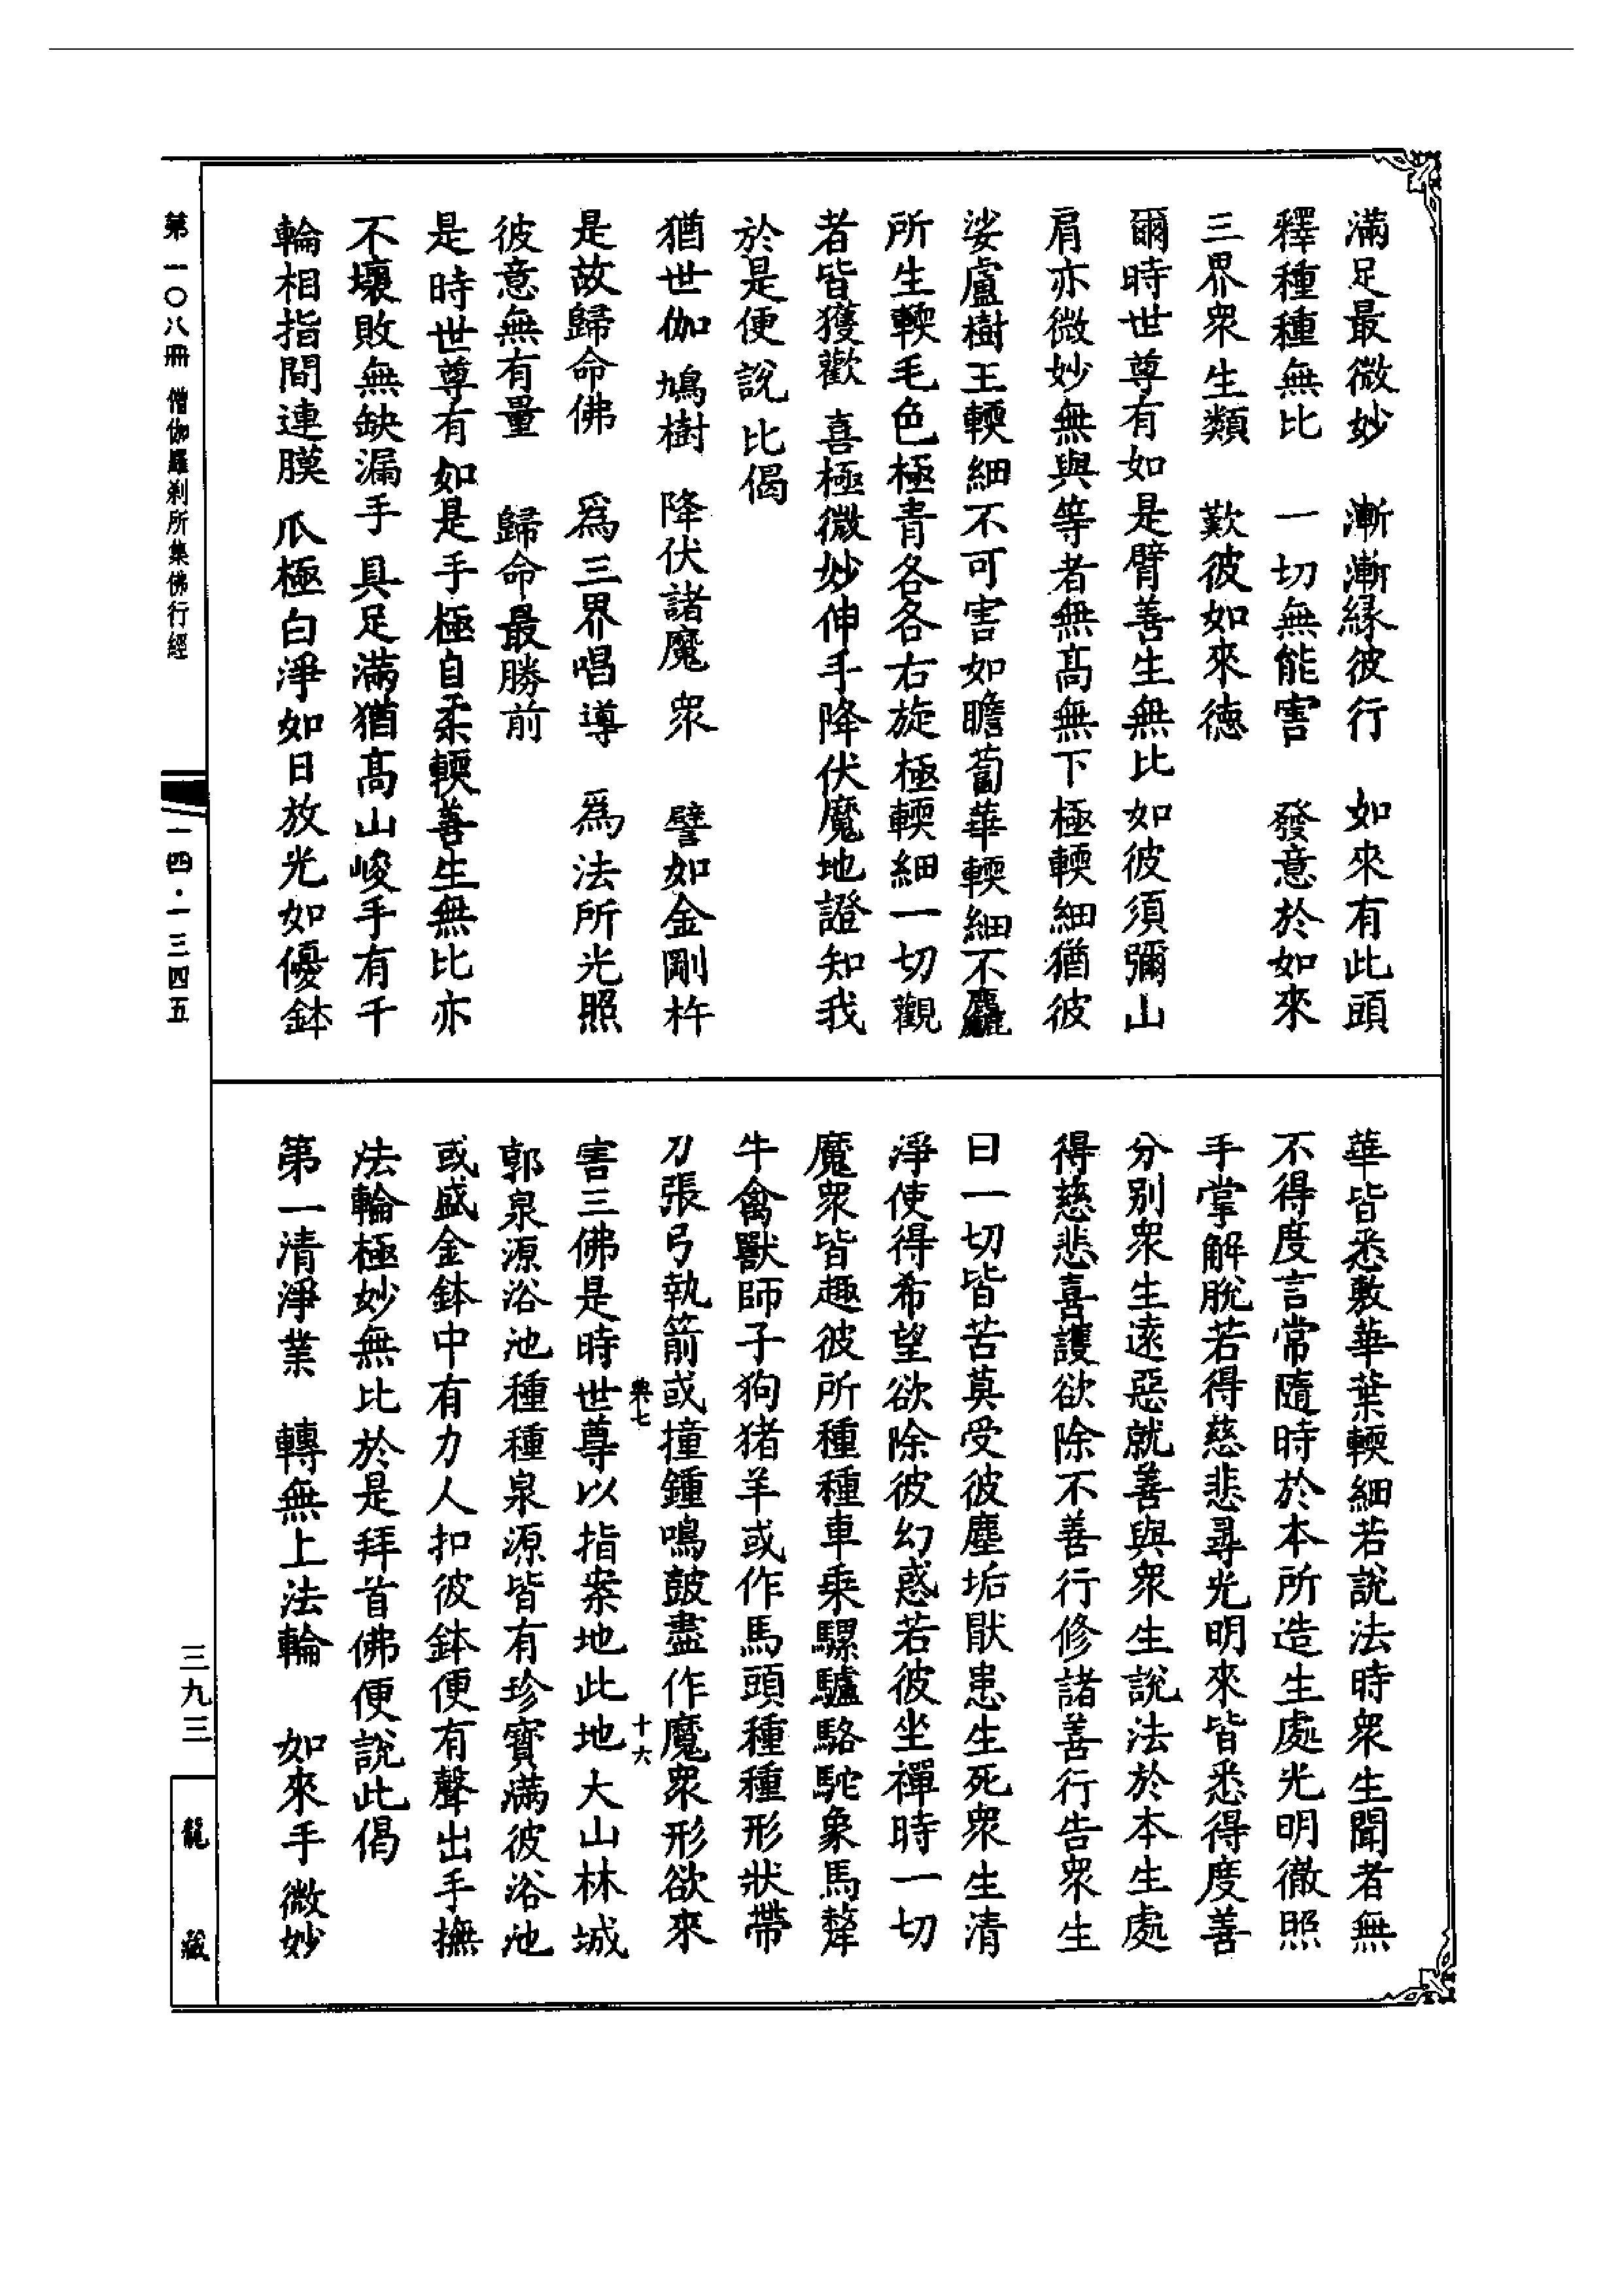 滿足最微妙　漸漸緣彼行　如來有此頭
釋種種無比　一切無能害　發意於如來
三界衆生類　歎彼如來德
爾時世尊有如是臂善生無比如彼須彌山
肩亦微妙無與等者無高無下極輭細猶彼
娑盧樹王輭細不可害如瞻蔔華輭細不麤
所生輭毛色極青各各右旋極輭細一切觀
者皆獲歡喜極微妙伸手降伏魔地證知我
於是便說比偈
猶世伽鳩樹　降伏諸魔衆　譬如金剛杵
是故歸命佛　爲三界唱導　爲法所光照
彼意無有量　歸命最勝前
是時世尊有如是手極自柔輭善生無比亦
不壞敗無缺漏手具足滿猶高山峻手有千
輪相指間連膜爪極白淨如日放光如優鉢
華皆悉敷華葉輭細若說法時衆生聞者無
不得度言常隨時於本所造生處光明徹照
手掌解脫若得慈悲尋光明來皆悉得度善
分別衆生遠惡就善與衆生說法於本生處
得慈悲喜護欲除不善行修諸善行告衆生
曰一切皆苦莫受彼塵垢厭患生死衆生清
淨使得希望欲除彼幻惑若彼坐禪時一切
魔衆皆趣彼所種種車乗騾驢駱駝象馬犛
牛禽獸師子狗猪羊或作馬頭種種形狀帶
刀張弓執箭或撞鍾鳴鼓盡作魔衆形欲來
典七　十六
害三佛是時世尊以指案地此地大山林城
郭泉源浴池種種泉源皆有珍寶滿彼浴池
或盛金鉢中有力人扣彼鉢便有聲出手撫
法輪極妙無比於是拜首佛便說此偈
第一清淨業　轉無上法輪　如來手微妙
第一〇八冊　僧伽羅刹所集佛行經
一四·一三四五
三九三
龍藏